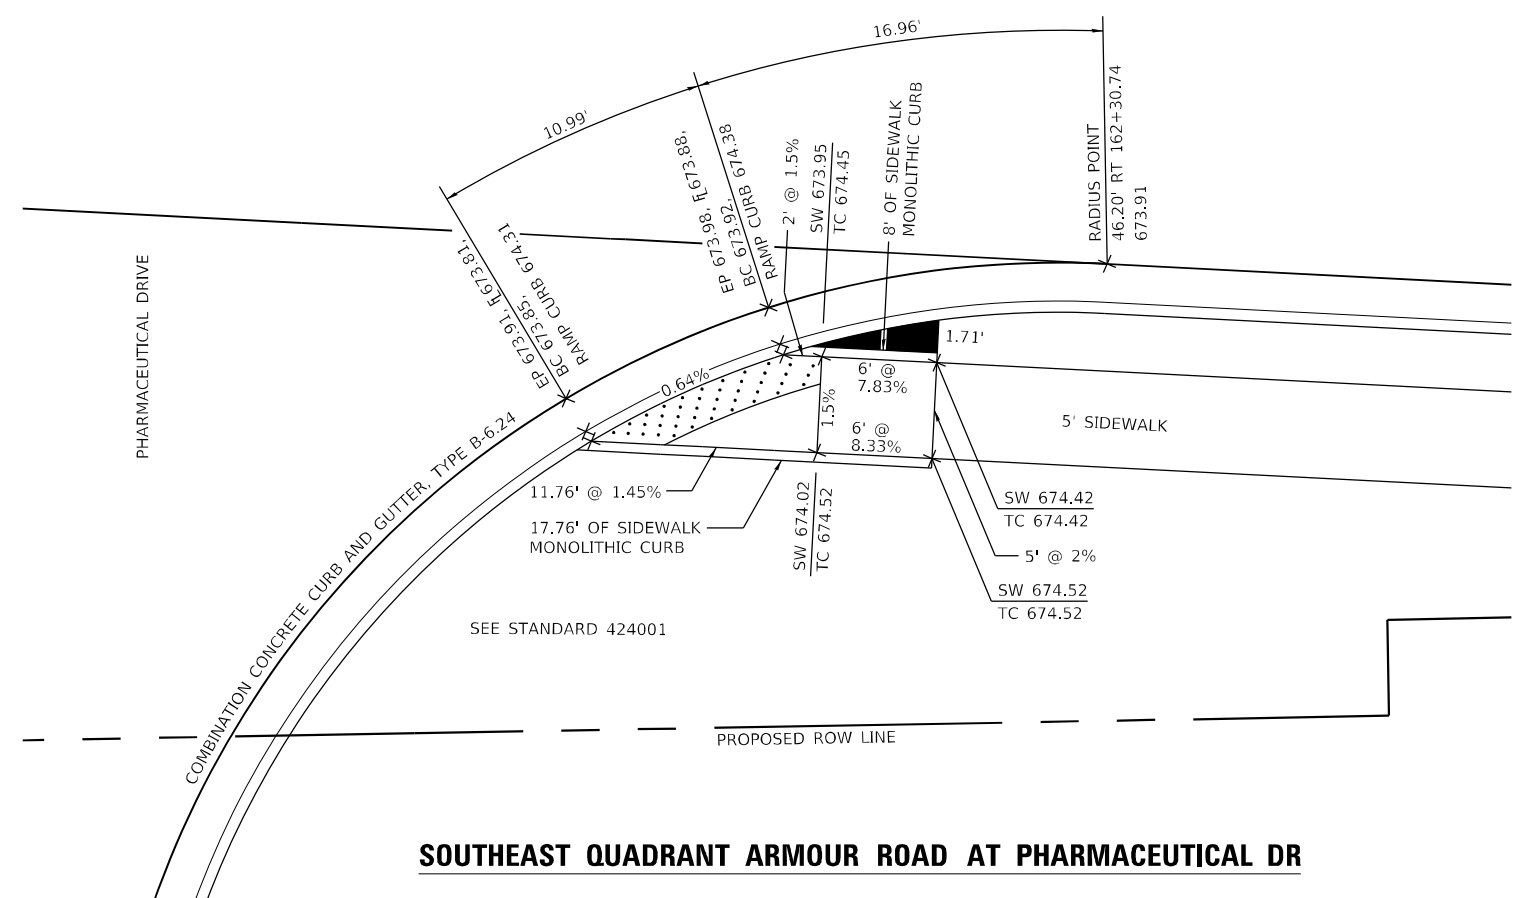 16.96'
10.99'
EP 673.91, ⅊ 673.81,
BC 673.85,
RAMP CURB 674.31
EP 673.98, ⅊ 673.88,
BC 673.92,
RAMP CURB 674.38
2' @ 1.5%
SW 673.95
TC 674.45
8' OF SIDEWALK
MONOLITHIC CURB
RADIUS POINT
46.20' RT 162+30.74
673.91
PHARMACEUTICAL DRIVE
1.71'
0.64%
6' @
7.83%
1.5%
6' @
8.33%
5' SIDEWALK
COMBINATION CONCRETE CURB AND GUTTER, TYPE B-6.24
11.76' @ 1.45%
17.76' OF SIDEWALK
MONOLITHIC CURB
SW 674.02
TC 674.52
SW 674.42
TC 674.42
5' @ 2%
SW 674.52
TC 674.52
SEE STANDARD 424001
PROPOSED ROW LINE
SOUTHEAST QUADRANT ARMOUR ROAD AT PHARMACEUTICAL DR